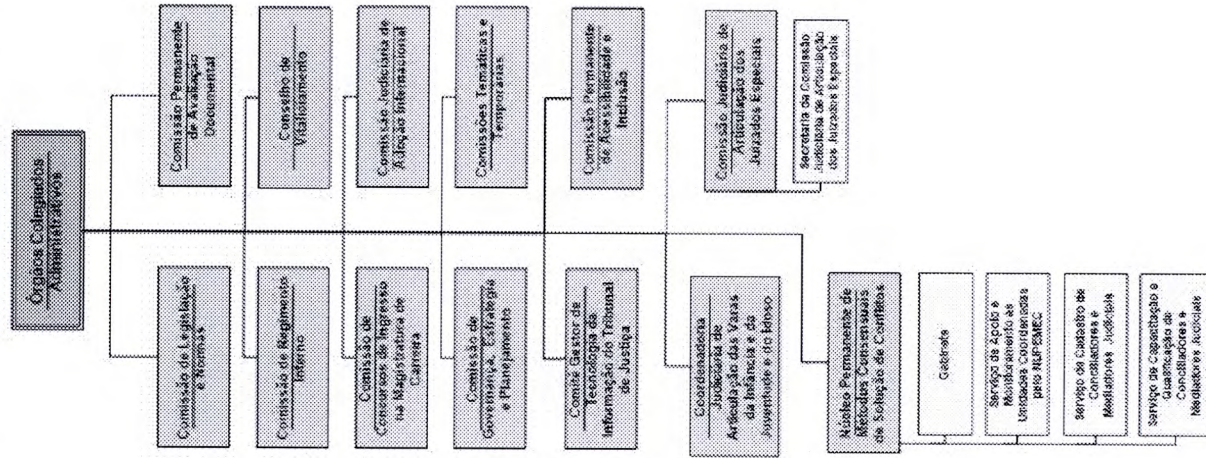 Órgãos Colegiados
Administrativos
Comissão de Legislação
e Normas
Comissão Permanente
de Avaliação
Documental
Comissão de Regimento
Interno
Conselho de
Vitaliciamento
Comissão de
Concursos de Ingresso
na Magistratura de
Carreira
Comissão Judiciária de
Adoção Internacional
Comissão de
Governança, Estratégia
e Planejamento
Comissões Temáticas e
Temporárias
Comitê Gestor de
Tecnologia da
Informação do Tribunal
de Justiça
Comissão Permanente
de Acessibilidade e
Inclusão
Coordenadoria
Judiciária de
Articulação das Varas
da Infância e da
Juventude e do Idoso
Comissão Judiciária de
Articulação dos
Juizados Especiais
Secretaria da Comissão
Judiciária de Articulação
dos Juizados Especiais
Núcleo Permanente de
Métodos Consensuais
de Solução de Conflitos
Gabinete
Serviço de Apoio e
Monitoramento às
Unidades Coordenadas
pelo NUPEMEC
Serviço de Cadastro de
Conciliadores e
Mediadores Judiciais
Serviço de Capacitação e
Qualificação de
Conciliadores e
Mediadores Judiciais